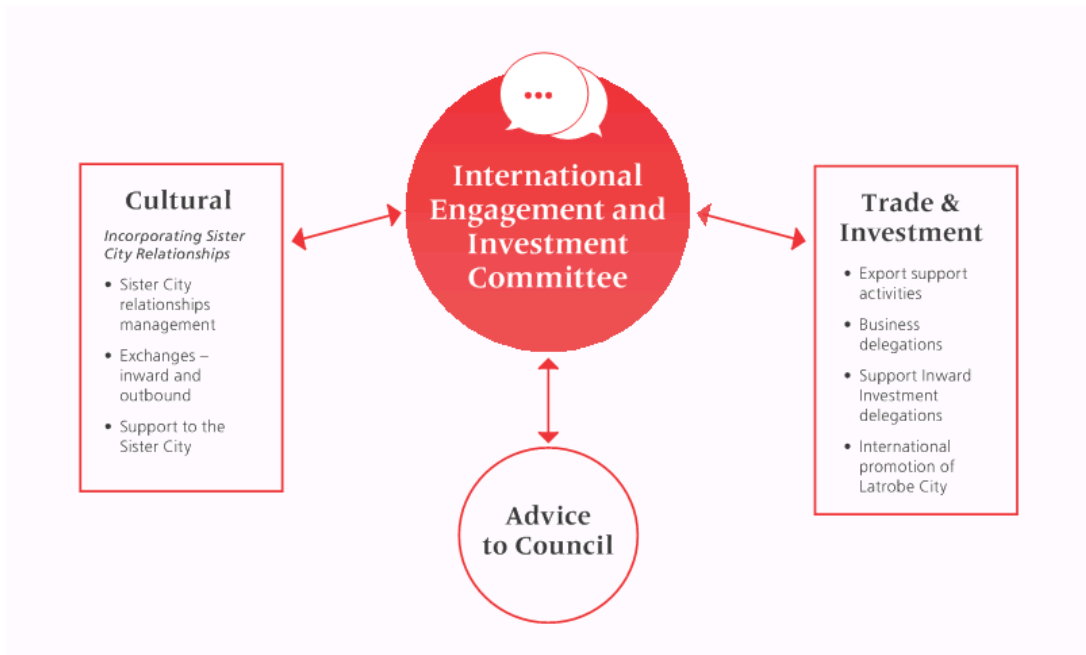 International
Engagement and
Investment
Committee
Cultural
Incorporating Sister
City Relationships
• Sister City
relationships
management
• Exchanges –
inward and
outbound
• Support to the
Sister City
Trade &
Investment
• Export support
activities
• Business
delegations
• Support Inward
Investment
delegations
• International
promotion of
Latrobe City
Advice
to Council